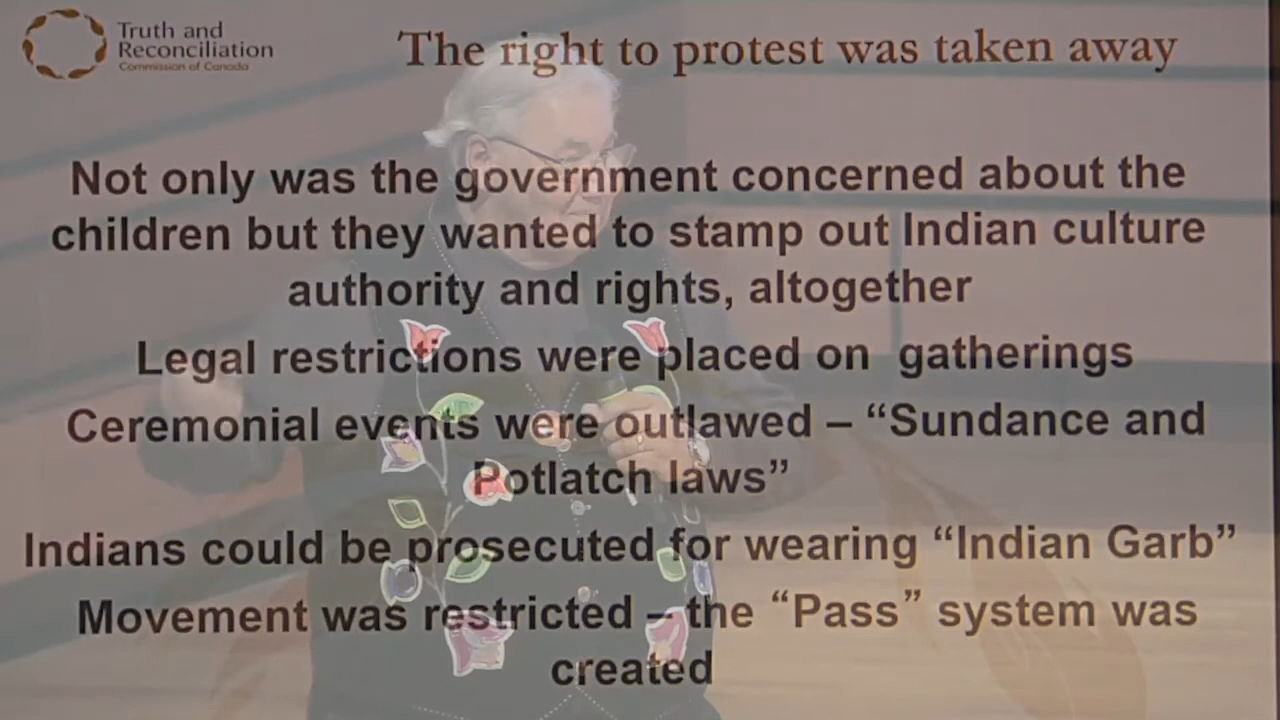 Truth and
Reconciliation
Commission of Canada
The right to protest was taken away
Not only was the government concerned about the
children but they wanted to stamp out Indian culture
authority and rights, altogether
Legal restrictions were placed on gatherings
Ceremonial events were outlawed – “Sundance and
Potlatch laws”
Indians could be prosecuted for wearing “Indian Garb”
Movement was restricted – the “Pass” system was
created